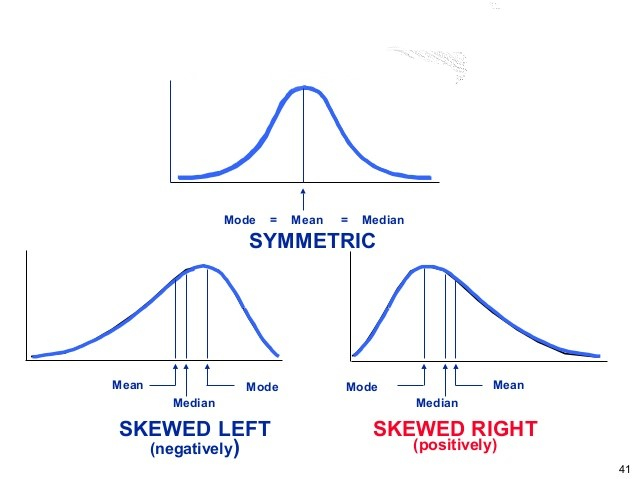 Mode = Mean = Median
SYMMETRIC
Mean
Mode
Median
SKEWED LEFT
(negatively)
Mode
Mean
Median
SKEWED RIGHT
(positively)
41